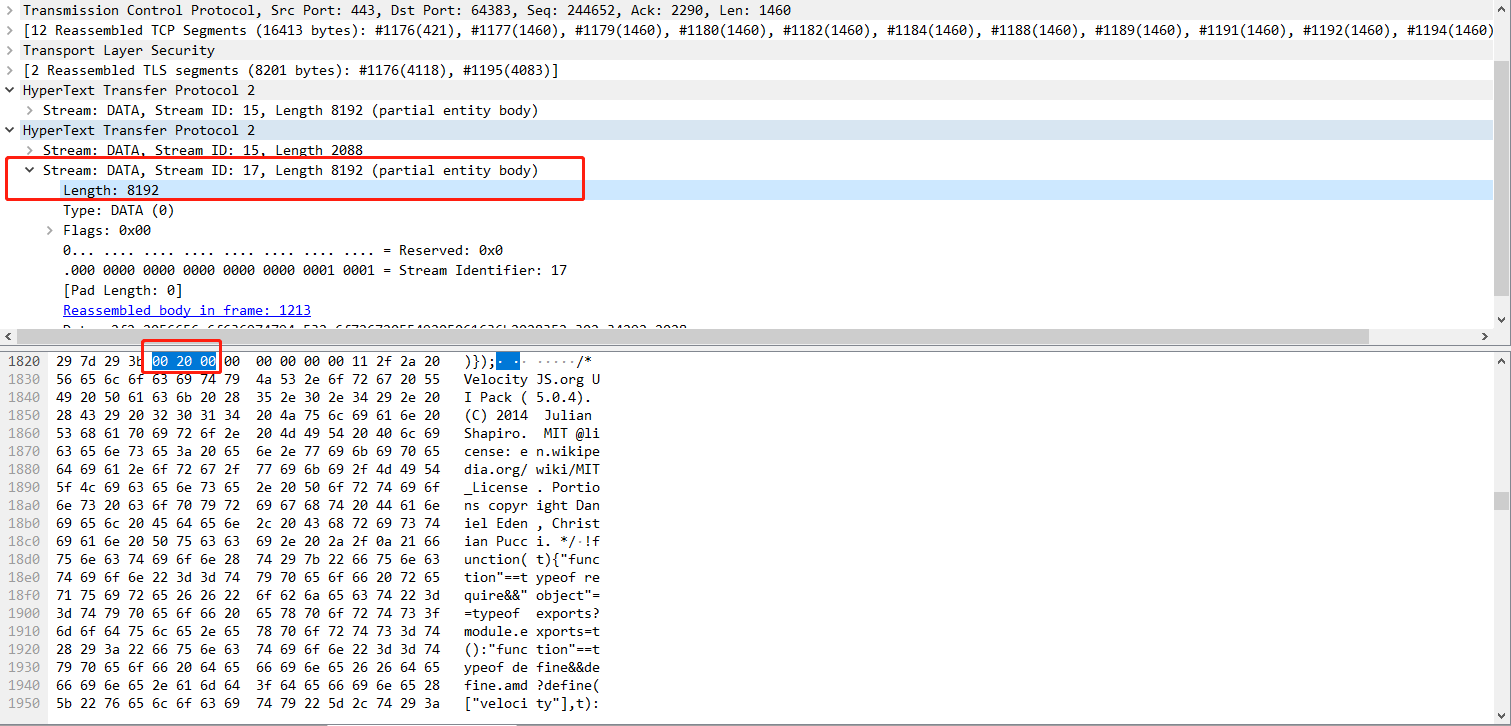 Transmission Control Protocol, Src Port: 443, Dst Port: 64383, Seq: 244652, Ack: 2290, Len: 1460
[12 Reassembled TCP Segments (16413 bytes): #1176(421), #1177(1460), #1179(1460), #1180(1460), #1182(1460), #1184(1460), #1188(1460), #1189(1460), #1191(1460), #1192(1460), #1194(1460)
Transport Layer Security
[2 Reassembled TLS segments (8201 bytes): #1176(4118), #1195(4083)]
HyperText Transfer Protocol 2
Stream: DATA, Stream ID: 15, Length 8192 (partial entity body)
HyperText Transfer Protocol 2
Stream: DATA, Stream ID: 15, Length 2088
Stream: DATA, Stream ID: 17, Length 8192 (partial entity body)
Length: 8192
Type: DATA (0)
Flags: 0x00
0... .... .... .... .... .... .... .... = Reserved: 0x0
.000 0000 0000 0000 0000 0000 0001 0001 = Stream Identifier: 17
[Pad Length: 0]
Reassembled body in frame: 1213
1820 29 7d 29 3b 00 20 00 00 00 00 00 00 11 2f 2a 20 )});· · ·····/*
1830 56 65 6c 6f 63 69 74 79 4a 53 2e 6f 72 67 20 55 Velocity JS.org U
1840 49 20 50 61 63 6b 20 28 35 2e 30 2e 34 29 2e 20 I Pack ( 5.0.4).
1850 28 43 29 20 32 30 31 34 20 4a 75 6c 69 61 6e 20 (C) 2014 Julian
1860 53 68 61 70 69 72 6f 2e 20 4d 49 54 20 40 6c 69 Shapiro. MIT @li
1870 63 65 6e 73 65 3a 20 65 6e 2e 77 69 6b 69 70 65 cense: e n.wikipe
1880 64 69 61 2e 6f 72 67 2f 77 69 6b 69 2f 4d 49 54 dia.org/ wiki/MIT
1890 5f 4c 69 63 65 6e 73 65 2e 20 50 6f 72 74 69 6f _License . Portio
18a0 6e 73 20 63 6f 70 79 72 69 67 68 74 20 44 61 6e ns copyr ight Dan
18b0 69 65 6c 20 45 64 65 6e 2c 20 43 68 72 69 73 74 iel Eden , Christ
18c0 69 61 6e 20 50 75 63 63 69 2e 20 2a 2f 0a 21 66 ian Pucc i. */·!f
18d0 75 6e 63 74 69 6f 6e 28 74 29 7b 22 66 75 6e 63 unction( t){"func
18e0 74 69 6f 6e 22 3d 3d 74 79 70 65 6f 66 20 72 65 tion"==t ypeof re
18f0 71 75 69 72 65 26 26 22 6f 62 6a 65 63 74 22 3d quire&&" object"=
1900 3d 74 79 70 65 6f 66 20 65 78 70 6f 72 74 73 3f =typeof exports?
1910 6d 6f 64 75 6c 65 2e 65 78 70 6f 72 74 73 3d 74 module.e xports=t
1920 28 29 3a 22 66 75 6e 63 74 69 6f 6e 22 3d 3d 74 ():"func tion"==t
1930 79 70 65 6f 66 20 64 65 66 69 6e 65 26 26 64 65 ypeof de fine&&de
1940 66 69 6e 65 2e 61 6d 64 3f 64 65 66 69 6e 65 28 fine.amd ?define(
1950 5b 22 76 65 6c 6f 63 69 74 79 22 5d 2c 74 29 3a ["veloci ty"],t):